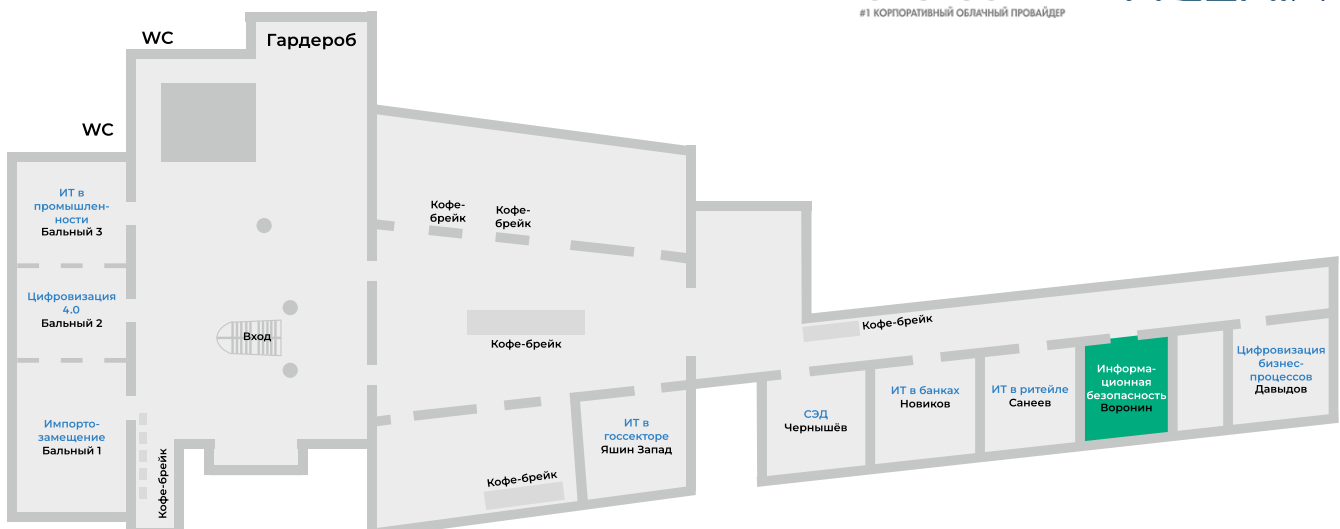 #1 КОРПОРАТИВНЫЙ ОБЛАЧНЫЙ ПРОВАЙДЕР
WC
Гардероб
WC
ИТ в
промышлен-
ности
Бальный 3
Кофе-
брейк
Кофе-
брейк
Цифровизация
4.0
Бальный 2
Вход
Кофе-брейк
Кофе-брейк
Импорто-
замещение
Бальный 1
Кофе-брейк
Кофе-брейк
ИТ в
госсекторе
Яшин Запад
СЭД
Чернышёв
ИТ в банках
Новиков
ИТ в ритейле
Санеев
Информа-
ционная
безопасность
Воронин
Цифровизация
бизнес-
процессов
Давыдов